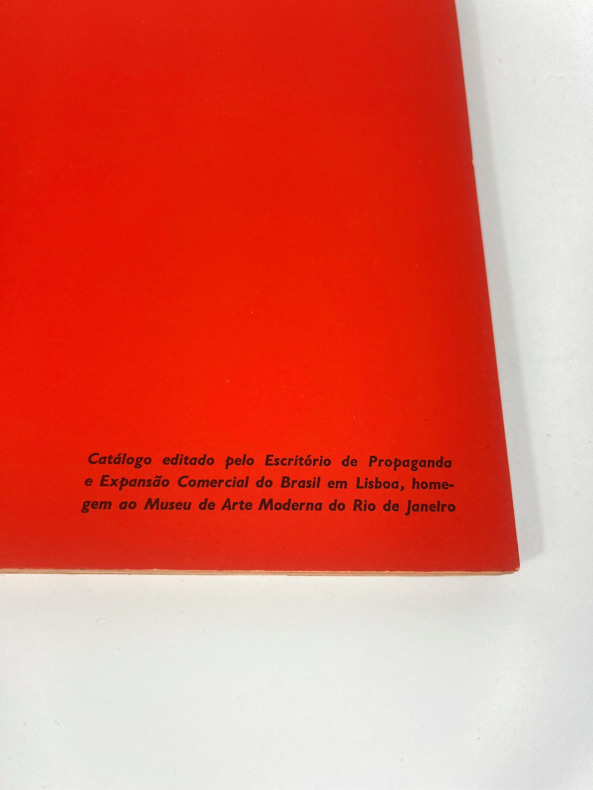 Catálogo editado pelo Escritório de Propaganda
e Expansão Comercial do Brasil em Lisboa, home-
gem ao Museu de Arte Moderna do Rio de Janeiro